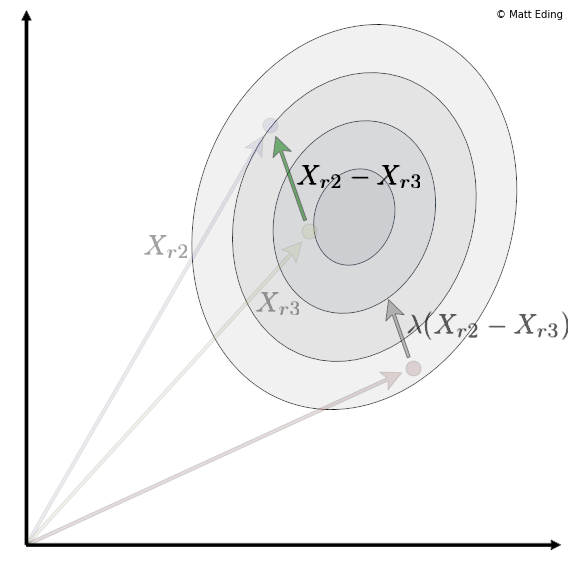 © Matt Eding
X_{r2} − X_{r3}
X_{r2}
X_{r3}
λ(X_{r2} − X_{r3})